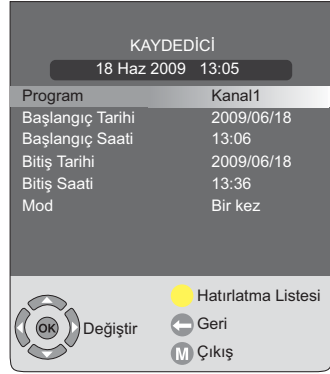 KAYDEDİCİ
18 Haz 2009 13:05
Program Kanal1
Başlangıç Tarihi 2009/06/18
Başlangıç Saati 13:06
Bitiş Tarihi 2009/06/18
Bitiş Saati 13:36
Mod Bir kez
Hatırlatma Listesi
OK Değiştir Geri
M Çıkış